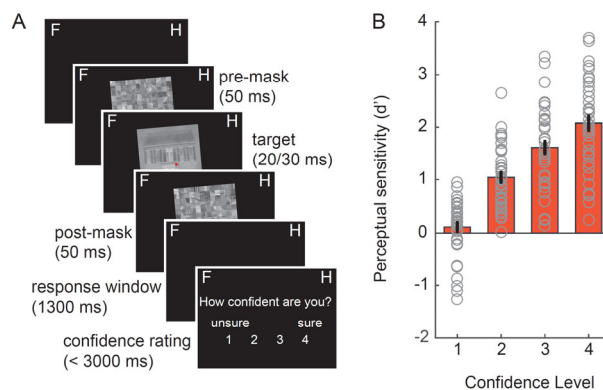 A
F H
F H
pre-mask
(50 ms)
F H
target
(20/30 ms)
F H
post-mask
(50 ms)
F H
response window
(1300 ms)
F H
How confident are you?
unsure sure
1 2 3 4
confidence rating
(< 3000 ms)
B
Perceptual sensitivity (d')
4
3
2
1
0
-1
-2
1 2 3 4
Confidence Level